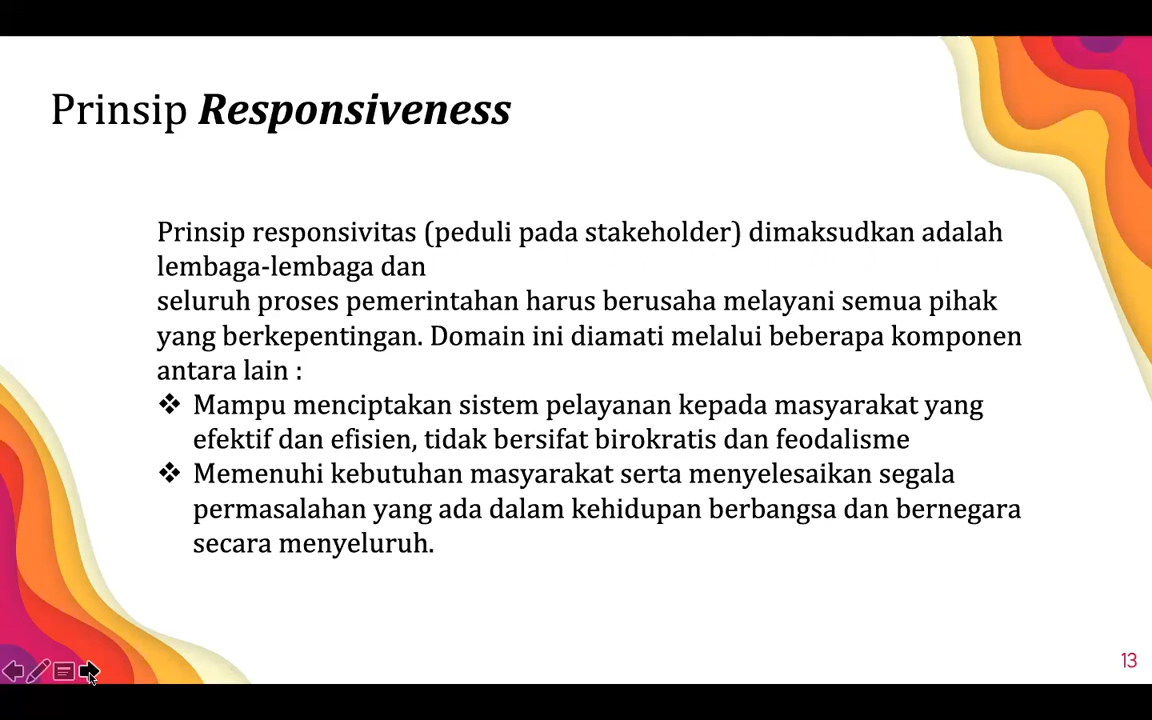 Prinsip Responsiveness
Prinsip responsivitas (peduli pada stakeholder) dimaksudkan adalah
lembaga-lembaga dan
seluruh proses pemerintahan harus berusaha melayani semua pihak
yang berkepentingan. Domain ini diamati melalui beberapa komponen
antara lain :
❖ Mampu menciptakan sistem pelayanan kepada masyarakat yang
efektif dan efisien, tidak bersifat birokratis dan feodalisme
❖ Memenuhi kebutuhan masyarakat serta menyelesaikan segala
permasalahan yang ada dalam kehidupan berbangsa dan bernegara
secara menyeluruh.
13